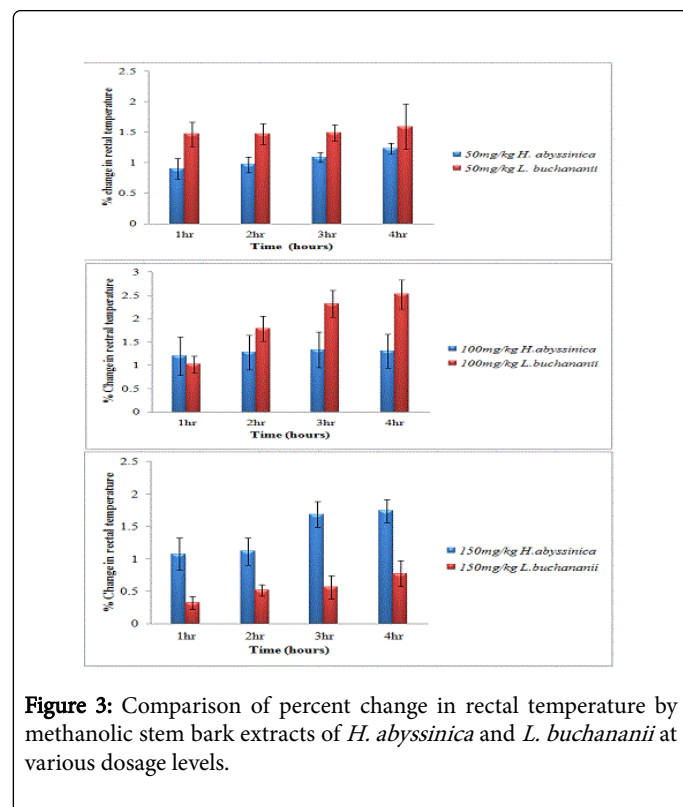 2.5
2
1.5
1
0.5
0
% change in rectal temperature
1hr 2hr 3hr 4hr
Time (hours)
50mg/kg H. abyssinica
50mg/kg L. buchananii
3
2.5
2
1.5
1
0.5
0
% Change in rectral temperature
1hr 2hr 3hr 4hr
Time (hours)
100mg/kg H.abyssinica
100mg/kg L.buchananii
2.5
2
1.5
1
0.5
0
% Change in rectal temperature
1hr 2hr 3hr 4hr
Time (hours)
150mg/kg H.abyssinica
150mg/kg L.buchananii
Figure 3: Comparison of percent change in rectal temperature by
methanolic stem bark extracts of H. abyssinica and L. buchananii at
various dosage levels.